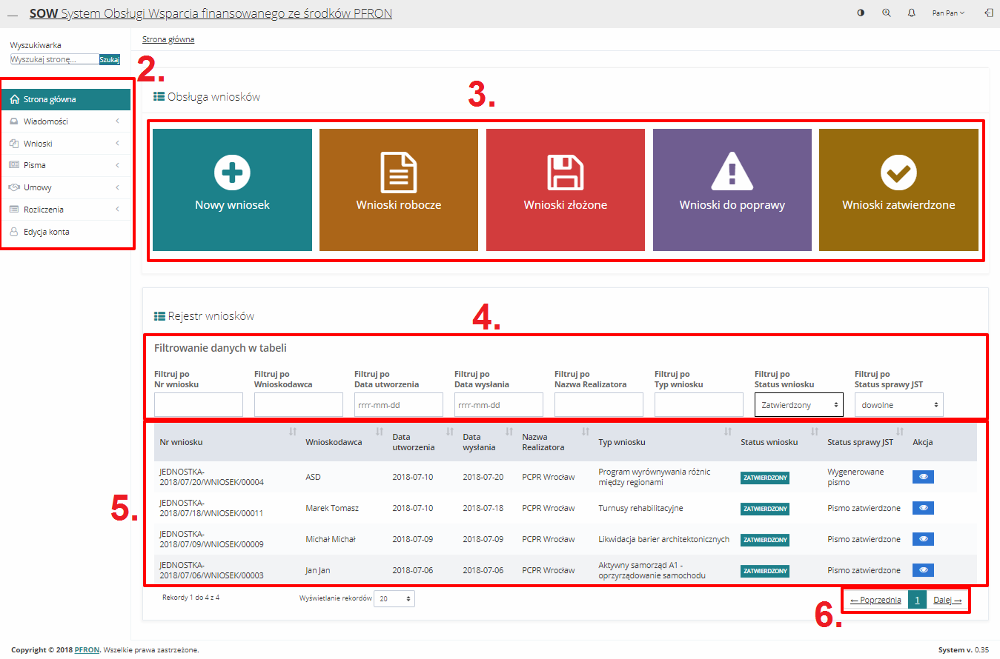 SOW System Obsługi Wsparcia finansowanego ze środków PFRON
Pan Pan
Wyszukiwarka
Wyszukaj stronę...
Szukaj
Strona główna
2.
Strona główna
Wiadomości
Wnioski
Pisma
Umowy
Rozliczenia
Edycja konta
Obsługa wniosków
3.
Nowy wniosek
Wnioski robocze
Wnioski złożone
Wnioski do poprawy
Wnioski zatwierdzone
Rejestr wniosków
4.
Filtrowanie danych w tabeli
Filtruj po
Nr wniosku
Filtruj po
Wnioskodawca
Filtruj po
Data utworzenia
rrrr-mm-dd
Filtruj po
Data wysłania
rrrr-mm-dd
Filtruj po
Nazwa Realizatora
Filtruj po
Typ wniosku
Filtruj po
Status wniosku
Zatwierdzony
Filtruj po
Status sprawy JST
dowolne
5.
Nr wniosku
Wnioskodawca
Data
utworzenia
Data
wysłania
Nazwa
Realizatora
Typ wniosku
Status wniosku
Status sprawy JST
Akcja
JEDNOSTKA-
2018/07/20/WNIOSEK/00004
ASD
2018-07-10
2018-07-20
PCPR Wrocław
Program wyrównywania różnic
między regionami
ZATWIERDZONY
Wygenerowane
pismo
JEDNOSTKA-
2018/07/18/WNIOSEK/00011
Marek Tomasz
2018-07-10
2018-07-18
PCPR Wrocław
Turnusy rehabilitacyjne
ZATWIERDZONY
Pismo zatwierdzone
JEDNOSTKA-
2018/07/09/WNIOSEK/00009
Michał Michał
2018-07-09
2018-07-09
PCPR Wrocław
Likwidacja barier architektonicznych
ZATWIERDZONY
Pismo zatwierdzone
JEDNOSTKA-
2018/07/06/WNIOSEK/00003
Jan Jan
2018-07-06
2018-07-06
PCPR Wrocław
Aktywny samorząd A1 -
oprzyrządowanie samochodu
ZATWIERDZONY
Pismo zatwierdzone
Rekordy 1 do 4 z 4
Wyświetlanie rekordów 20
6.
← Poprzednia 1 Dalej →
Copyright © 2018 PFRON. Wszelkie prawa zastrzeżone.
System v. 0.35